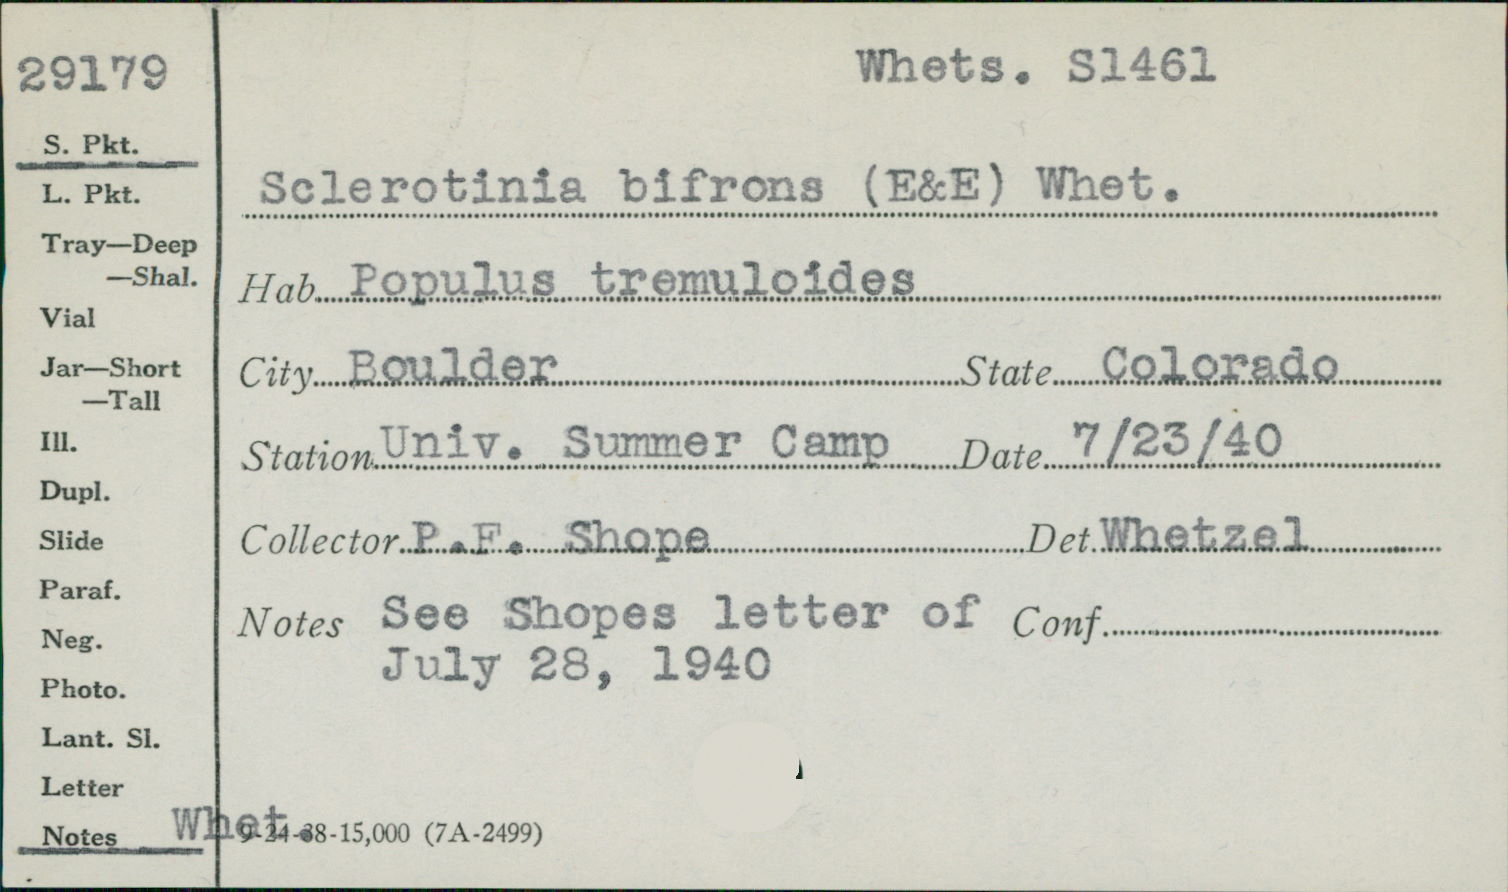 29179
S. Pkt.
L. Pkt.
Tray—Deep
—Shal.
Vial
Jar—Short
—Tall
Ill.
Dupl.
Slide
Paraf.
Neg.
Photo.
Lant. Sl.
Letter
Notes Whet.
Whets. S1461
Sclerotinia bifrons (E&E) Whet.
Hab. Populus tremuloides
City Boulder State Colorado
Station Univ. Summer Camp Date 7/23/40
Collector P.F. Shope Det. Whetzel
Notes See Shopes letter of Conf.
July 28, 1940
9-24-38-15,000 (7A-2499)